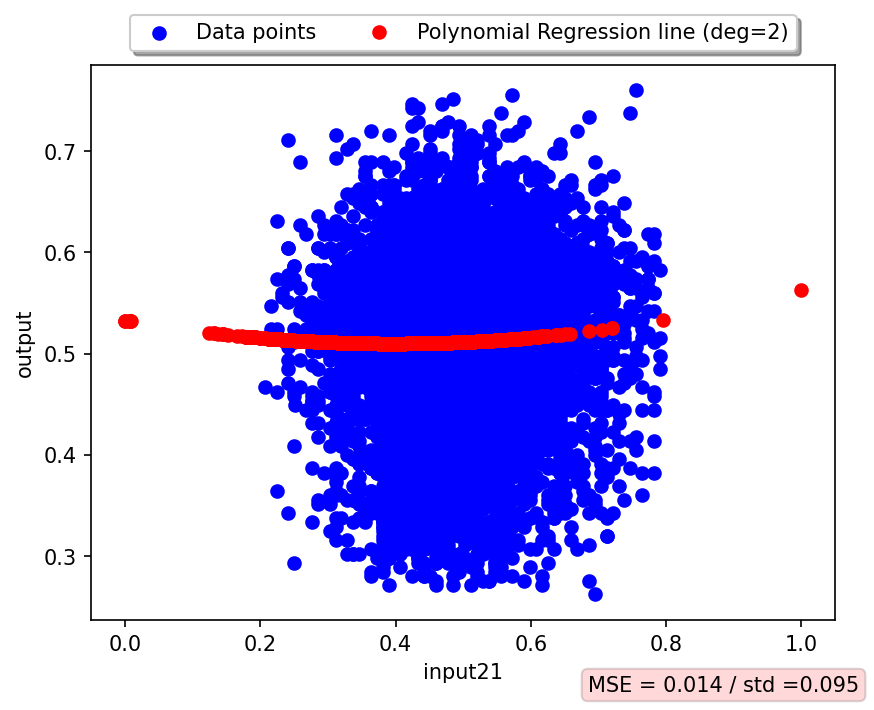 Data points Polynomial Regression line (deg=2)
0.7
0.6
0.5
0.4
0.3
output
0.0 0.2 0.4 0.6 0.8 1.0
input21
MSE = 0.014 / std =0.095